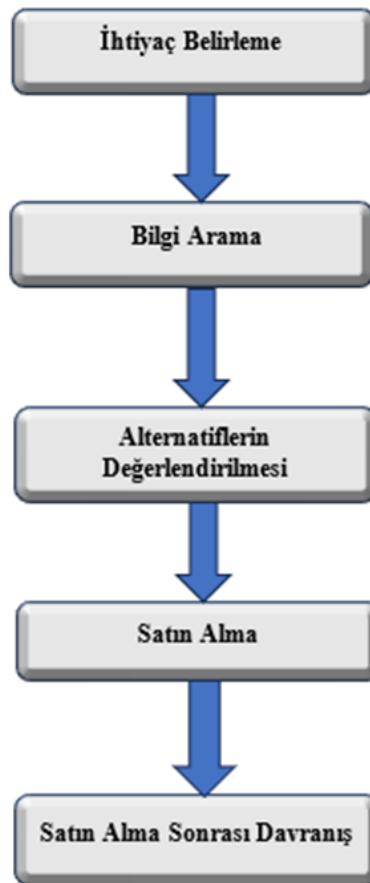 İhtiyaç Belirleme
Bilgi Arama
Alternatiflerin
Değerlendirilmesi
Satın Alma
Satın Alma Sonrası Davranış